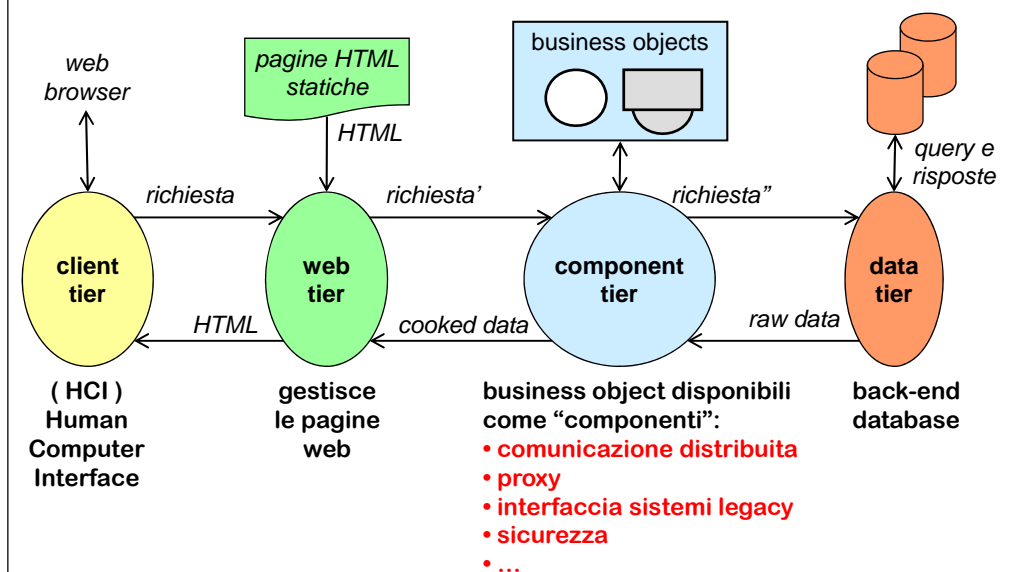 web
browser
pagine HTML
statiche
business objects
HTML
query e
risposte
richiesta
richiesta’
richiesta”
client
tier
web
tier
component
tier
data
tier
HTML
cooked data
raw data
( HCI )
Human
Computer
Interface
gestisce
le pagine
web
business object disponibili
come “componenti”:
• comunicazione distribuita
• proxy
• interfaccia sistemi legacy
• sicurezza
• ...
back-end
database